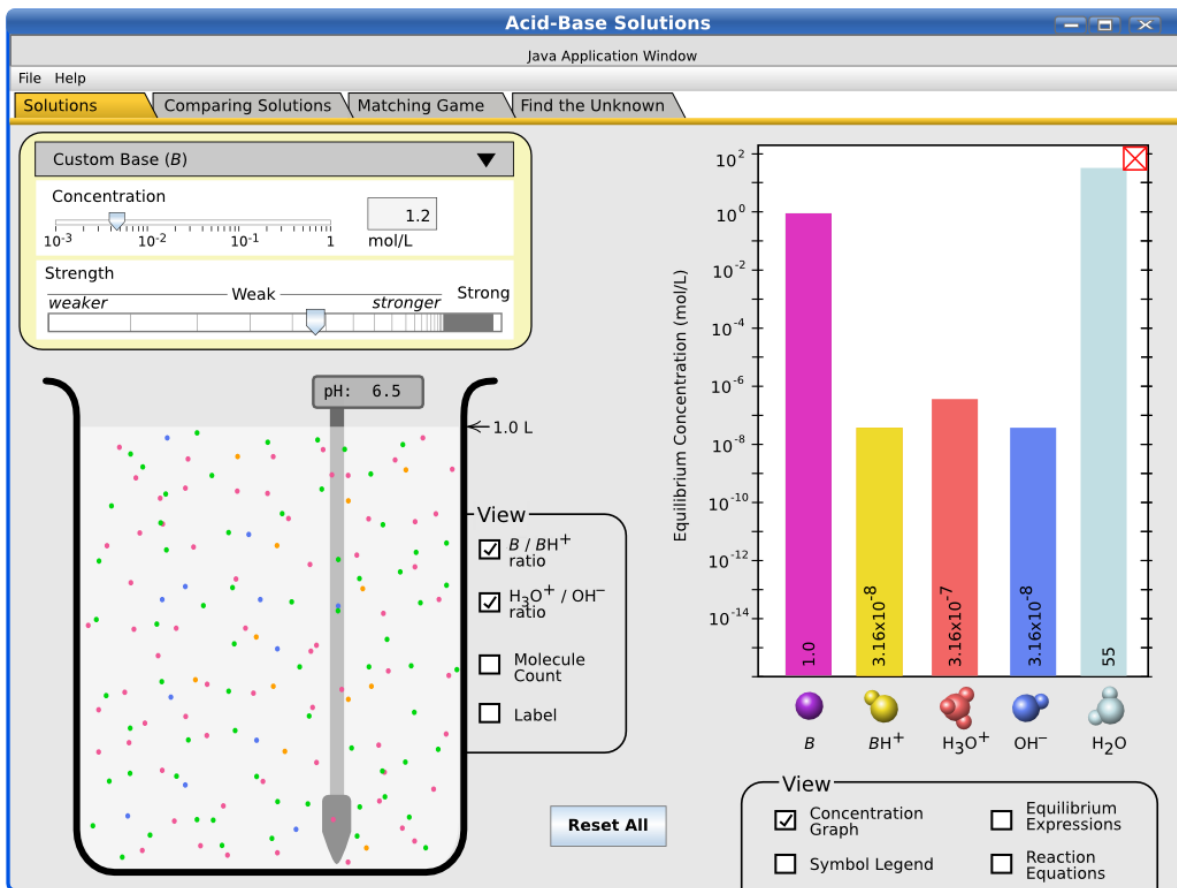 Acid-Base Solutions
Java Application Window
File Help
Solutions
Comparing Solutions
Matching Game
Find the Unknown
Custom Base (B)
Concentration
1.2
mol/L
10⁻³
10⁻²
10⁻¹
1
Strength
weaker
Weak
stronger
Strong
pH: 6.5
1.0 L
View
B / BH⁺
ratio
H₃O⁺ / OH⁻
ratio
Molecule
Count
Label
Reset All
Equilibrium Concentration (mol/L)
10²
10⁰
10⁻²
10⁻⁴
10⁻⁶
10⁻⁸
10⁻¹⁰
10⁻¹²
10⁻¹⁴
1.0
3.16x10⁻⁸
3.16x10⁻⁷
3.16x10⁻⁸
55
B
BH⁺
H₃O⁺
OH⁻
H₂O
View
Concentration
Graph
Symbol Legend
Equilibrium
Expressions
Reaction
Equations